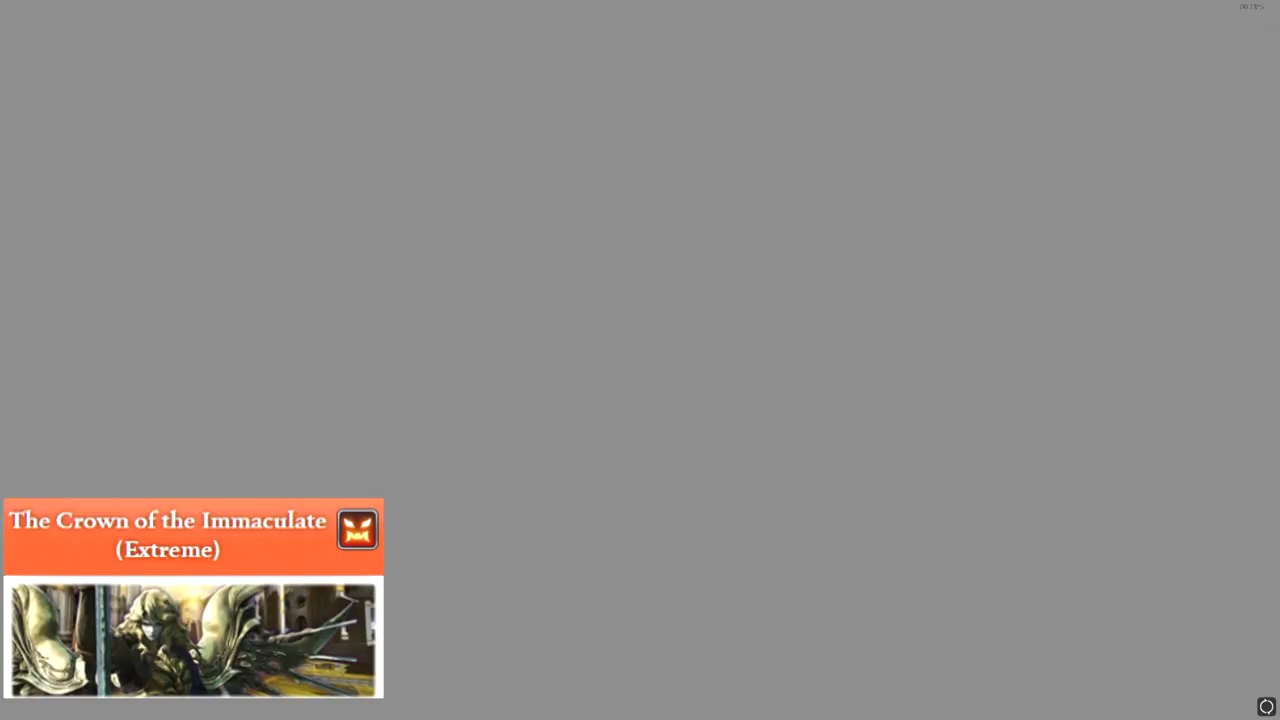 The Crown of the Immaculate
(Extreme)